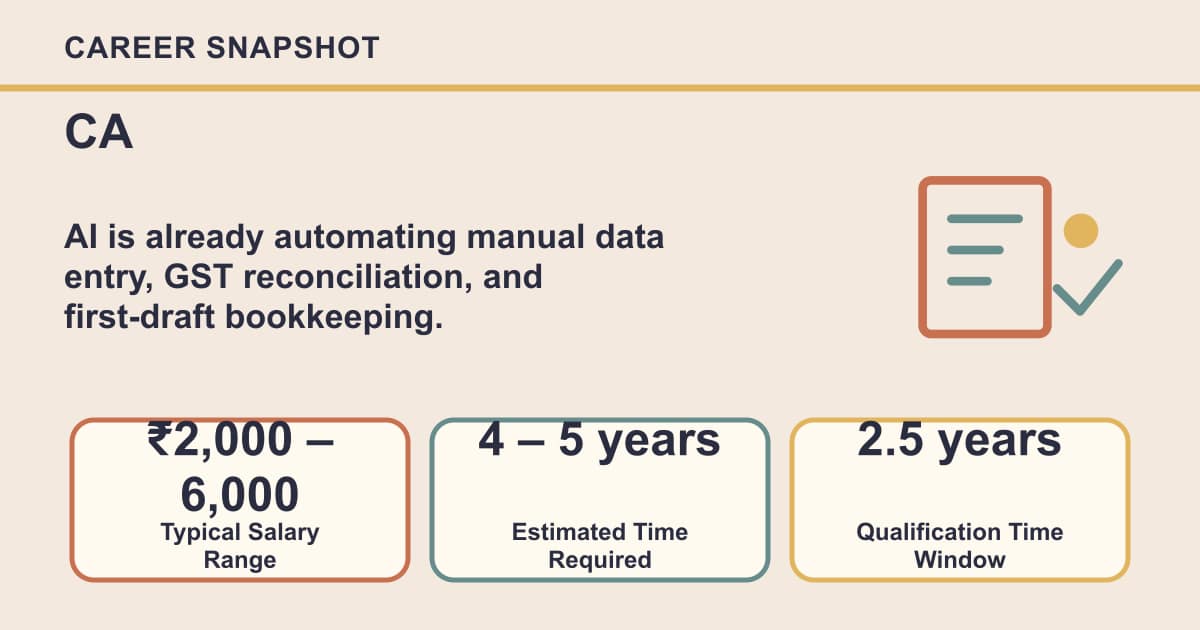 CAREER SNAPSHOT
CA
AI is already automating manual data
entry, GST reconciliation, and
first-draft bookkeeping.
₹2,000 –
6,000
Typical Salary
Range
4 – 5 years
Estimated Time
Required
2.5 years
Qualification Time
Window